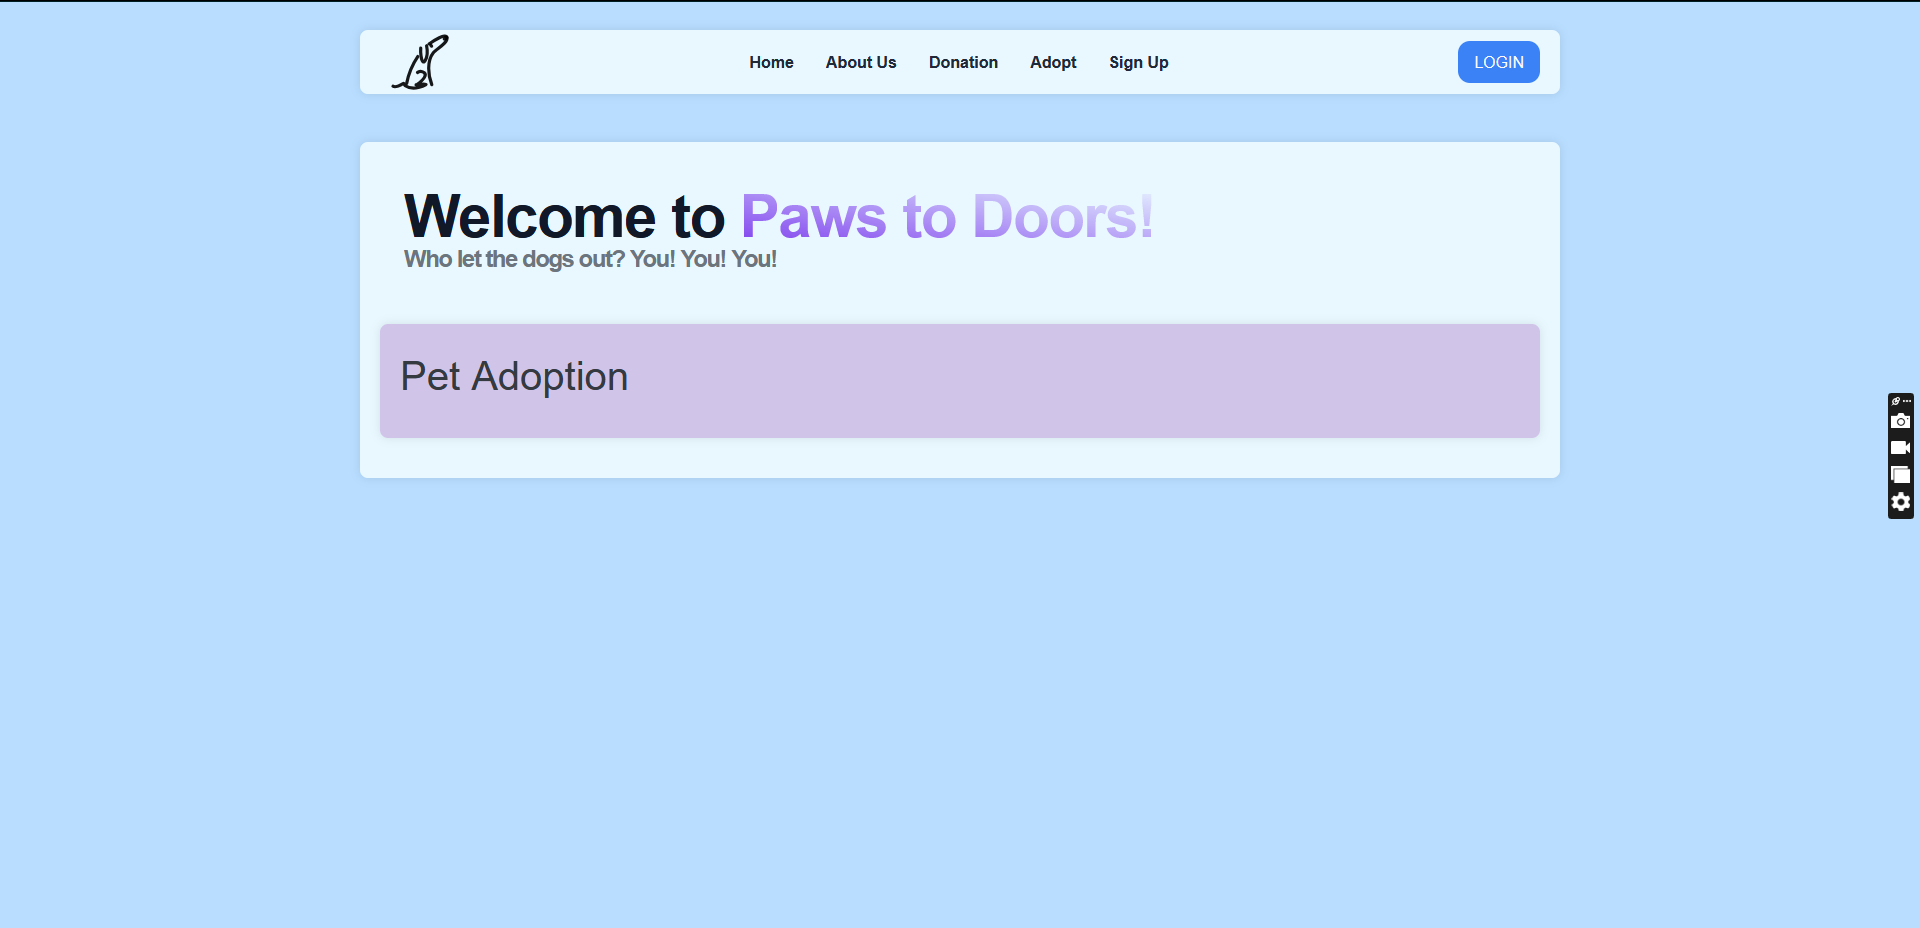 Home About Us Donation Adopt Sign Up LOGIN
Welcome to Paws to Doors!
Who let the dogs out? You! You! You!
Pet Adoption